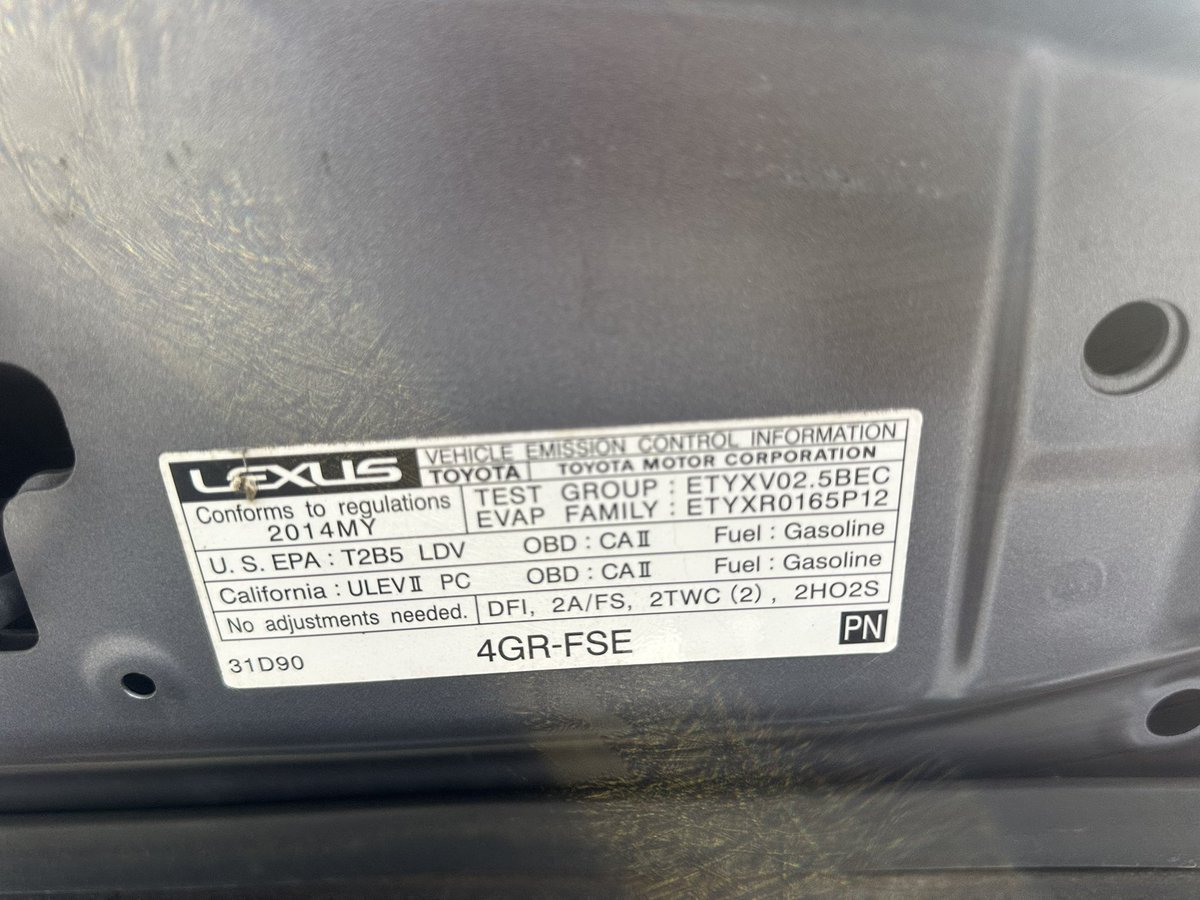 LEXUS
VEHICLE EMISSION CONTROL INFORMATION
TOYOTA TOYOTA MOTOR CORPORATION
Conforms to regulations
2014MY
TEST GROUP : ETYXV02.5BEC
EVAP FAMILY : ETYXR0165P12
U.S.EPA : T2B5 LDV OBD : CAⅡ Fuel : Gasoline
California : ULEVⅡ PC OBD : CAⅡ Fuel : Gasoline
No adjustments needed. DFI, 2A/FS, 2TWC (2), 2HO2S
31D90 4GR-FSE PN